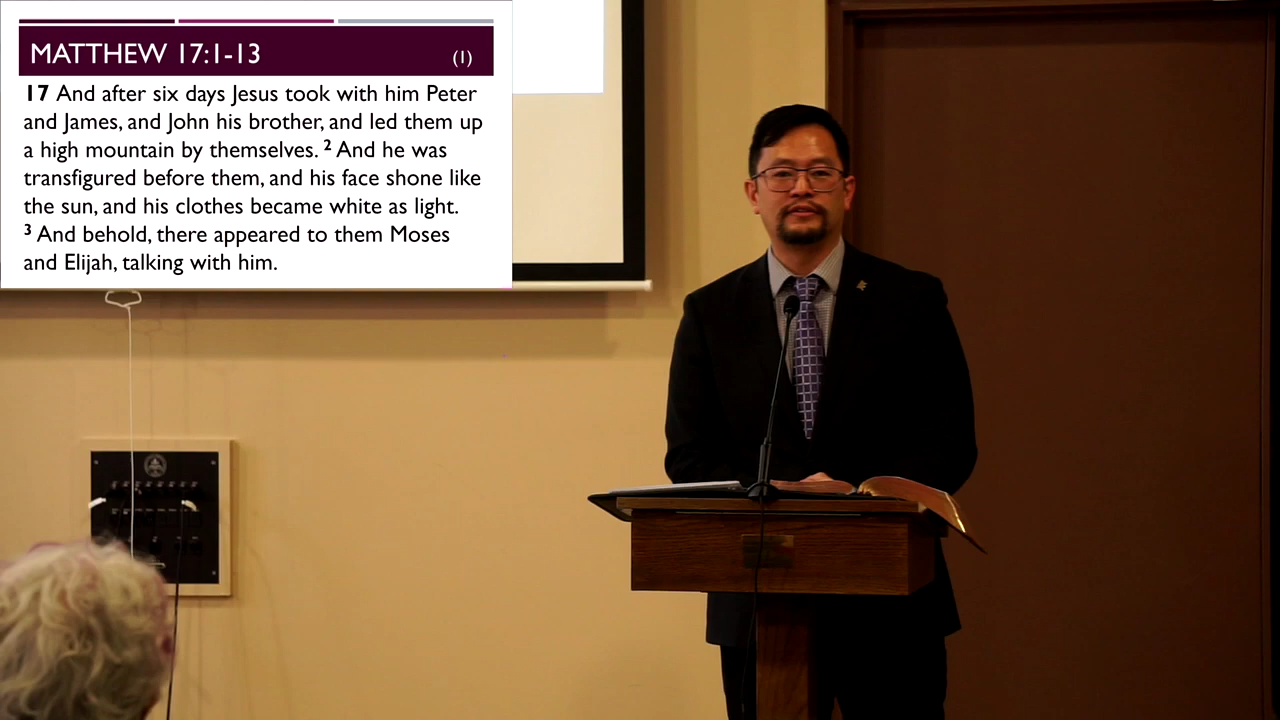 MATTHEW 17:1-13 (1)
17 And after six days Jesus took with him Peter
and James, and John his brother, and led them up
a high mountain by themselves. 2 And he was
transfigured before them, and his face shone like
the sun, and his clothes became white as light.
3 And behold, there appeared to them Moses
and Elijah, talking with him.